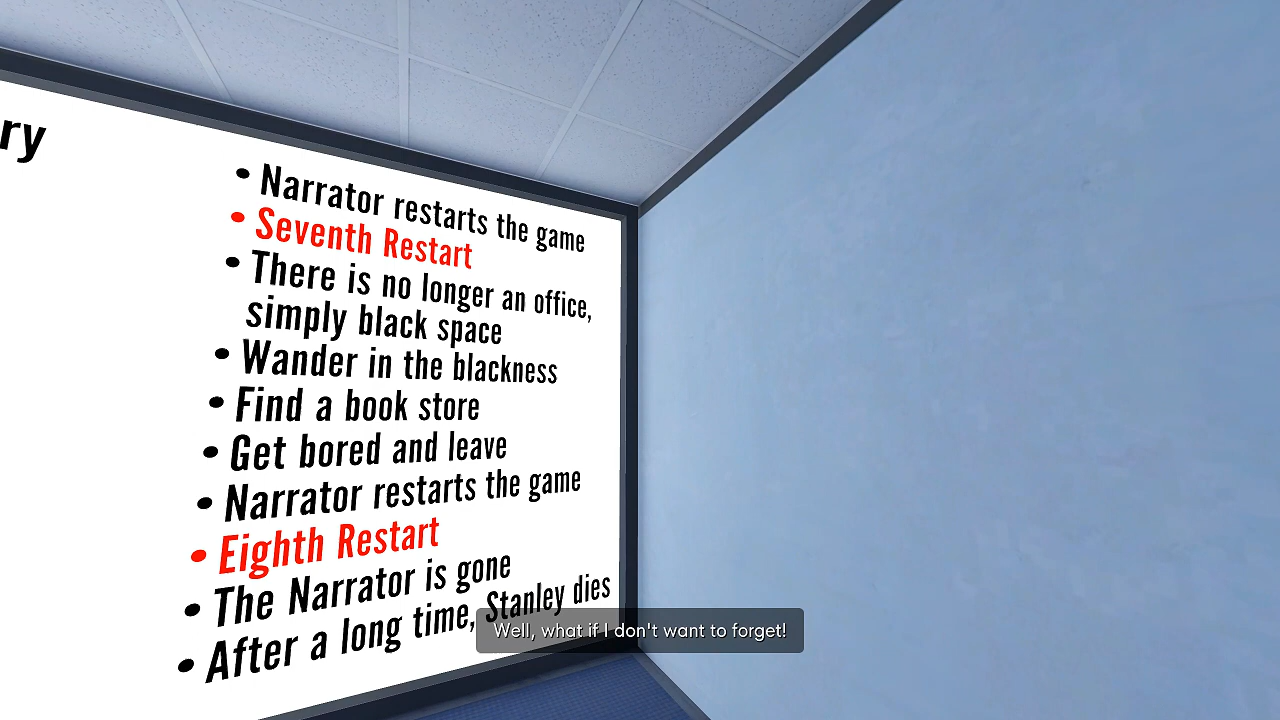 ry
• Narrator restarts the game
• Seventh Restart
• There is no longer an office,
simply black space
• Wander in the blackness
• Find a book store
• Get bored and leave
• Narrator restarts the game
• Eighth Restart
• The Narrator is gone
• After a long time, Stanley dies
Well, what if I don't want to forget!